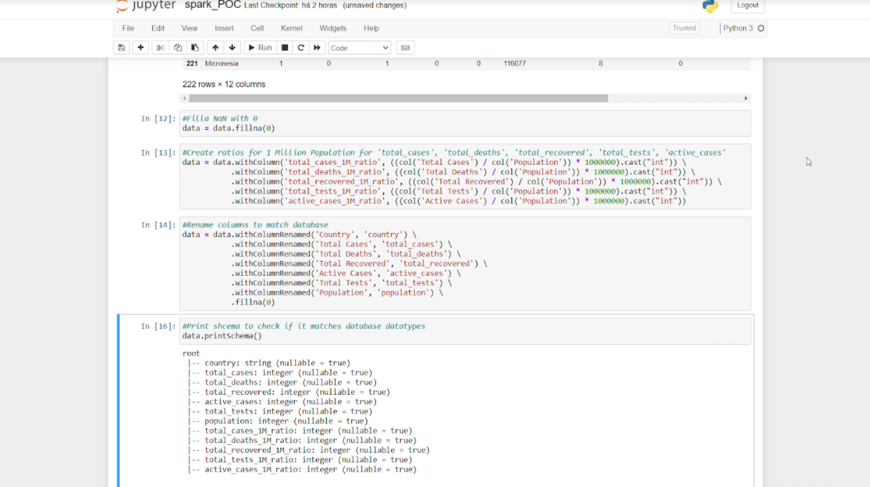 jupyter spark_POC Last Checkpoint: há 2 horas (unsaved changes) Logout
File Edit View Insert Cell Kernel Widgets Help Trusted Python 3
Run Code
221 Micronesia 1 0 1 0 0 116077 8 0
222 rows × 12 columns
In [12]: #Filla NaN with 0
data = data.fillna(0)
In [13]: #Create ratios for 1 Million Population for 'total_cases', 'total_deaths', 'total_recovered', 'total_tests', 'active_cases'
data = data.withColumn('total_cases_1M_ratio', ((col('Total Cases') / col('Population')) * 1000000).cast("int")) \
.withColumn('total_deaths_1M_ratio', ((col('Total Deaths') / col('Population')) * 1000000).cast("int")) \
.withColumn('total_recovered_1M_ratio', ((col('Total Recovered') / col('Population')) * 1000000).cast("int")) \
.withColumn('total_tests_1M_ratio', ((col('Total Tests') / col('Population')) * 1000000).cast("int")) \
.withColumn('active_cases_1M_ratio', ((col('Active Cases') / col('Population')) * 1000000).cast("int"))
In [14]: #Rename columns to match database
data = data.withColumnRenamed('Country', 'country') \
.withColumnRenamed('Total Cases', 'total_cases') \
.withColumnRenamed('Total Deaths', 'total_deaths') \
.withColumnRenamed('Total Recovered', 'total_recovered') \
.withColumnRenamed('Active Cases', 'active_cases') \
.withColumnRenamed('Total Tests', 'total_tests') \
.withColumnRenamed('Population', 'population') \
.fillna(0)
In [16]: #Print shcema to check if it matches database datatypes
data.printSchema()
root
|-- country: string (nullable = true)
|-- total_cases: integer (nullable = true)
|-- total_deaths: integer (nullable = true)
|-- total_recovered: integer (nullable = true)
|-- active_cases: integer (nullable = true)
|-- total_tests: integer (nullable = true)
|-- population: integer (nullable = true)
|-- total_cases_1M_ratio: integer (nullable = true)
|-- total_deaths_1M_ratio: integer (nullable = true)
|-- total_recovered_1M_ratio: integer (nullable = true)
|-- total_tests_1M_ratio: integer (nullable = true)
|-- active_cases_1M_ratio: integer (nullable = true)